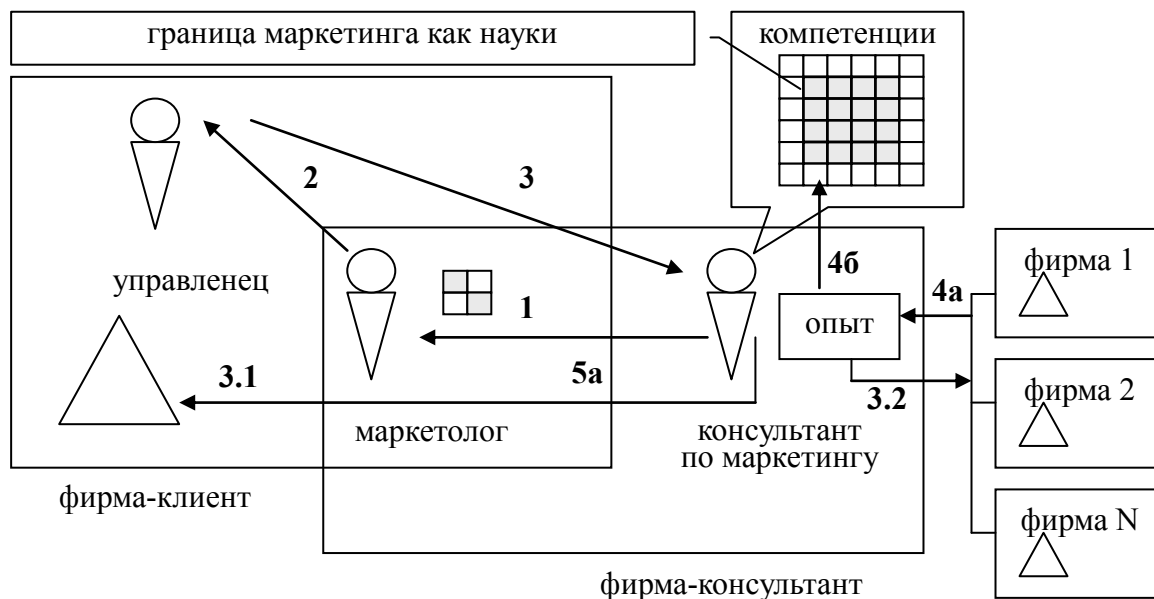 граница маркетинга как науки
компетенции
2
3
управленец
1
4б
4а
фирма 1
опыт
3.1
5а
3.2
фирма 2
маркетолог
консультант
по маркетингу
фирма-клиент
фирма N
фирма-консультант